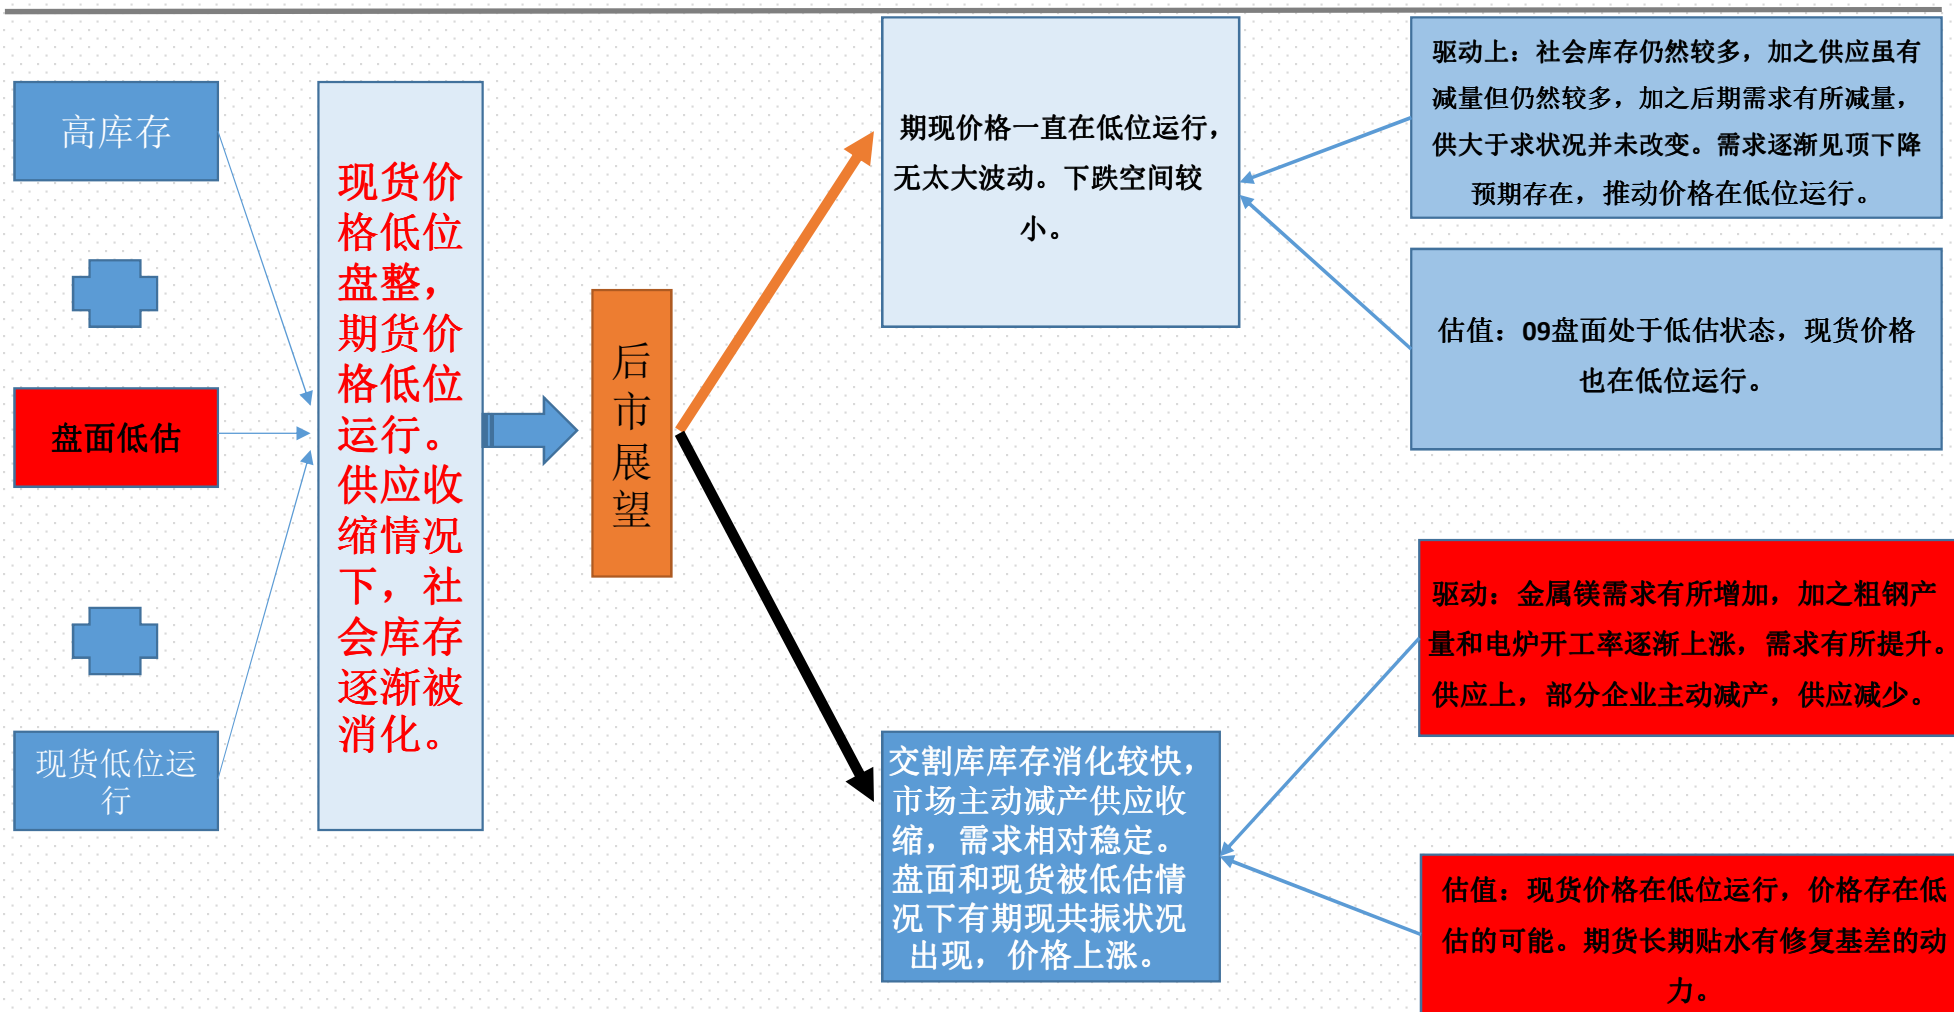 高库存
盘面低估
现货低位运
行
现货价
格低位
盘整，
期货价
格低位
运行。
供应收
缩情况
下，社
会库存
逐渐被
消化。
后
市
展
望
期现价格一直在低位运行，
无太大波动。下跌空间较
小。
交割库库存消化较快，
市场主动减产供应收
缩，需求相对稳定。
盘面和现货被低估情
况下有期现共振状况
出现，价格上涨。
驱动上：社会库存仍然较多，加之供应虽有
减量但仍然较多，加之后期需求有所减量，
供大于求状况并未改变。需求逐渐见顶下降
预期存在，推动价格在低位运行。
估值：09盘面处于低估状态，现货价格
也在低位运行。
驱动：金属镁需求有所增加，加之粗钢产
量和电炉开工率逐渐上涨，需求有所提升。
供应上，部分企业主动减产，供应减少。
估值：现货价格在低位运行，价格存在低
估的可能。期货长期贴水有修复基差的动
力。